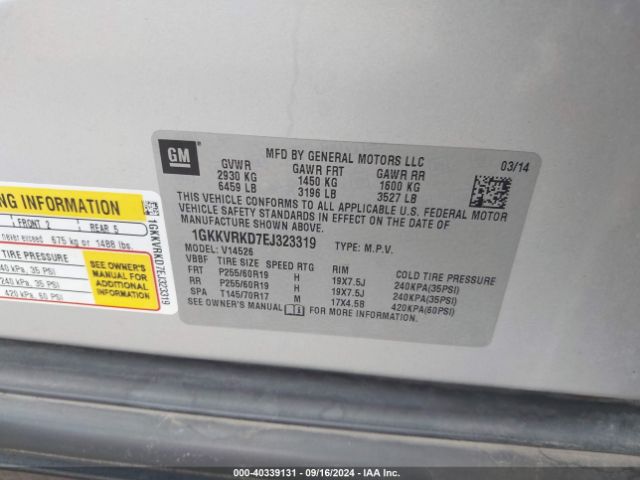 GM
MFD BY GENERAL MOTORS LLC
03/14
GVWR GAWR FRT GAWR RR
2930 KG 1450 KG 1600 KG
6459 LB 3196 LB 3527 LB
THIS VEHICLE CONFORMS TO ALL APPLICABLE U.S. FEDERAL MOTOR
VEHICLE SAFETY, BUMPER, AND THEFT PREVENTION STANDARDS
IN EFFECT ON THE DATE OF
MANUFACTURE SHOWN ABOVE.
1GKKVRKD7EJ323319 TYPE: M.P.V.
MODEL: V14526
VBBF TIRE SIZE SPEED RTG RIM COLD TIRE PRESSURE
FRT P255/60R19 H 19X7.5J 240KPA(35PSI)
RR P255/60R19 H 19X7.5J 240KPA(35PSI)
SPA T145/70R17 M 17X4.5B 420KPA(60PSI)
SEE OWNER'S MANUAL FOR MORE INFORMATION.
NG INFORMATION
FRONT 2 REAR 5
never exceed 675 kg or 1488 lbs.
TIRE PRESSURE
240 kPa, 35 PSI
240 kPa, 35 PSI
420 kPa, 60 PSI
SEE OWNER'S
MANUAL FOR
ADDITIONAL
INFORMATION
1GKKVRKD7EJ323319
000-40339131 - 09/16/2024 - IAA Inc.